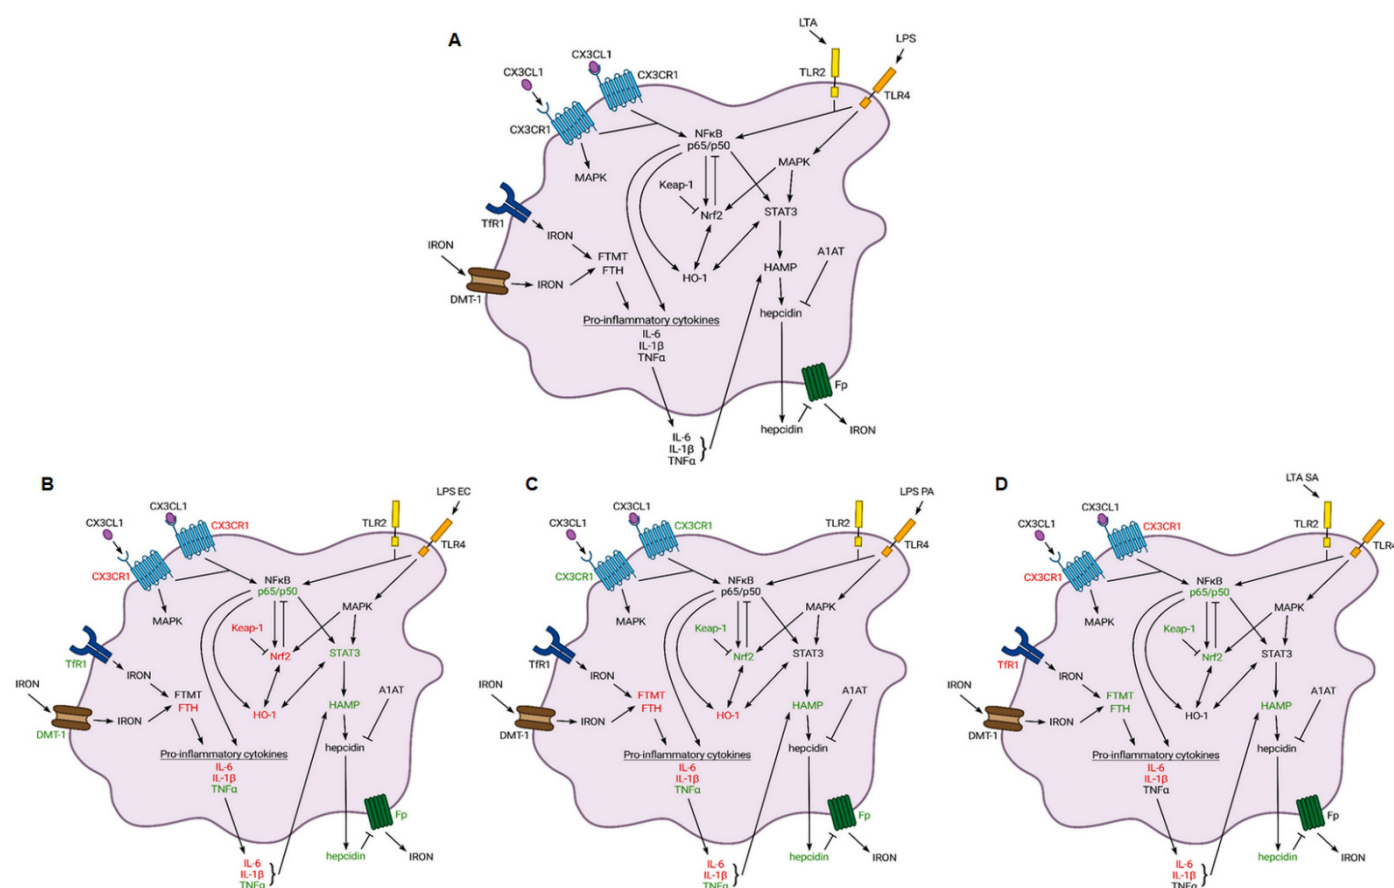 A
LTA
LPS
CX3CL1
CX3CL1
CX3CR1
CX3CR1
TLR2
TLR4
NFκB
p65/p50
MAPK
MAPK
Keap-1
Nrf2
STAT3
TfR1
IRON
IRON
FTMT
FTH
HO-1
HAMP
A1AT
IRON
DMT-1
hepcidin
Pro-inflammatory cytokines
IL-6
IL-1β
TNFα
Fp
hepcidin
IRON
IL-6
IL-1β
TNFα
B
LPS EC
CX3CL1
CX3CL1
CX3CR1
CX3CR1
TLR2
TLR4
NFκB
p65/p50
MAPK
MAPK
Keap-1
Nrf2
STAT3
TfR1
IRON
IRON
FTMT
FTH
HO-1
HAMP
A1AT
IRON
DMT-1
hepcidin
Pro-inflammatory cytokines
IL-6
IL-1β
TNFα
Fp
hepcidin
IRON
IL-6
IL-1β
TNFα
C
LPS PA
CX3CL1
CX3CL1
CX3CR1
CX3CR1
TLR2
TLR4
NFκB
p65/p50
MAPK
MAPK
Keap-1
Nrf2
STAT3
TfR1
IRON
IRON
FTMT
FTH
HO-1
HAMP
A1AT
IRON
DMT-1
hepcidin
Pro-inflammatory cytokines
IL-6
IL-1β
TNFα
Fp
hepcidin
IRON
IL-6
IL-1β
TNFα
D
LTA SA
CX3CL1
CX3CL1
CX3CR1
CX3CR1
TLR2
TLR4
NFκB
p65/p50
MAPK
MAPK
Keap-1
Nrf2
STAT3
TfR1
IRON
IRON
FTMT
FTH
HO-1
HAMP
A1AT
IRON
DMT-1
hepcidin
Pro-inflammatory cytokines
IL-6
IL-1β
TNFα
Fp
hepcidin
IRON
IL-6
IL-1β
TNFα